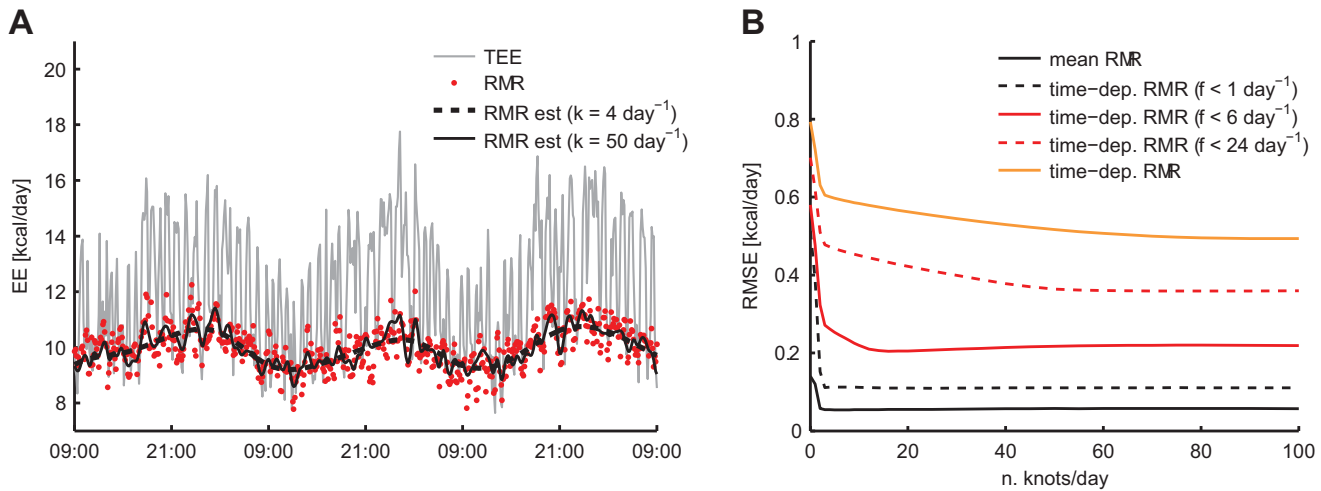 A
EE [kcal/day]
20
18
16
14
12
10
8
09:00 21:00 09:00 21:00 09:00 21:00 09:00
TEE
RMR
RMR est (k = 4 day⁻¹)
RMR est (k = 50 day⁻¹)
B
RMSE [kcal/day]
1
0.8
0.6
0.4
0.2
0
0 20 40 60 80 100
n. knots/day
mean RMR
time-dep. RMR (f < 1 day⁻¹)
time-dep. RMR (f < 6 day⁻¹)
time-dep. RMR (f < 24 day⁻¹)
time-dep. RMR